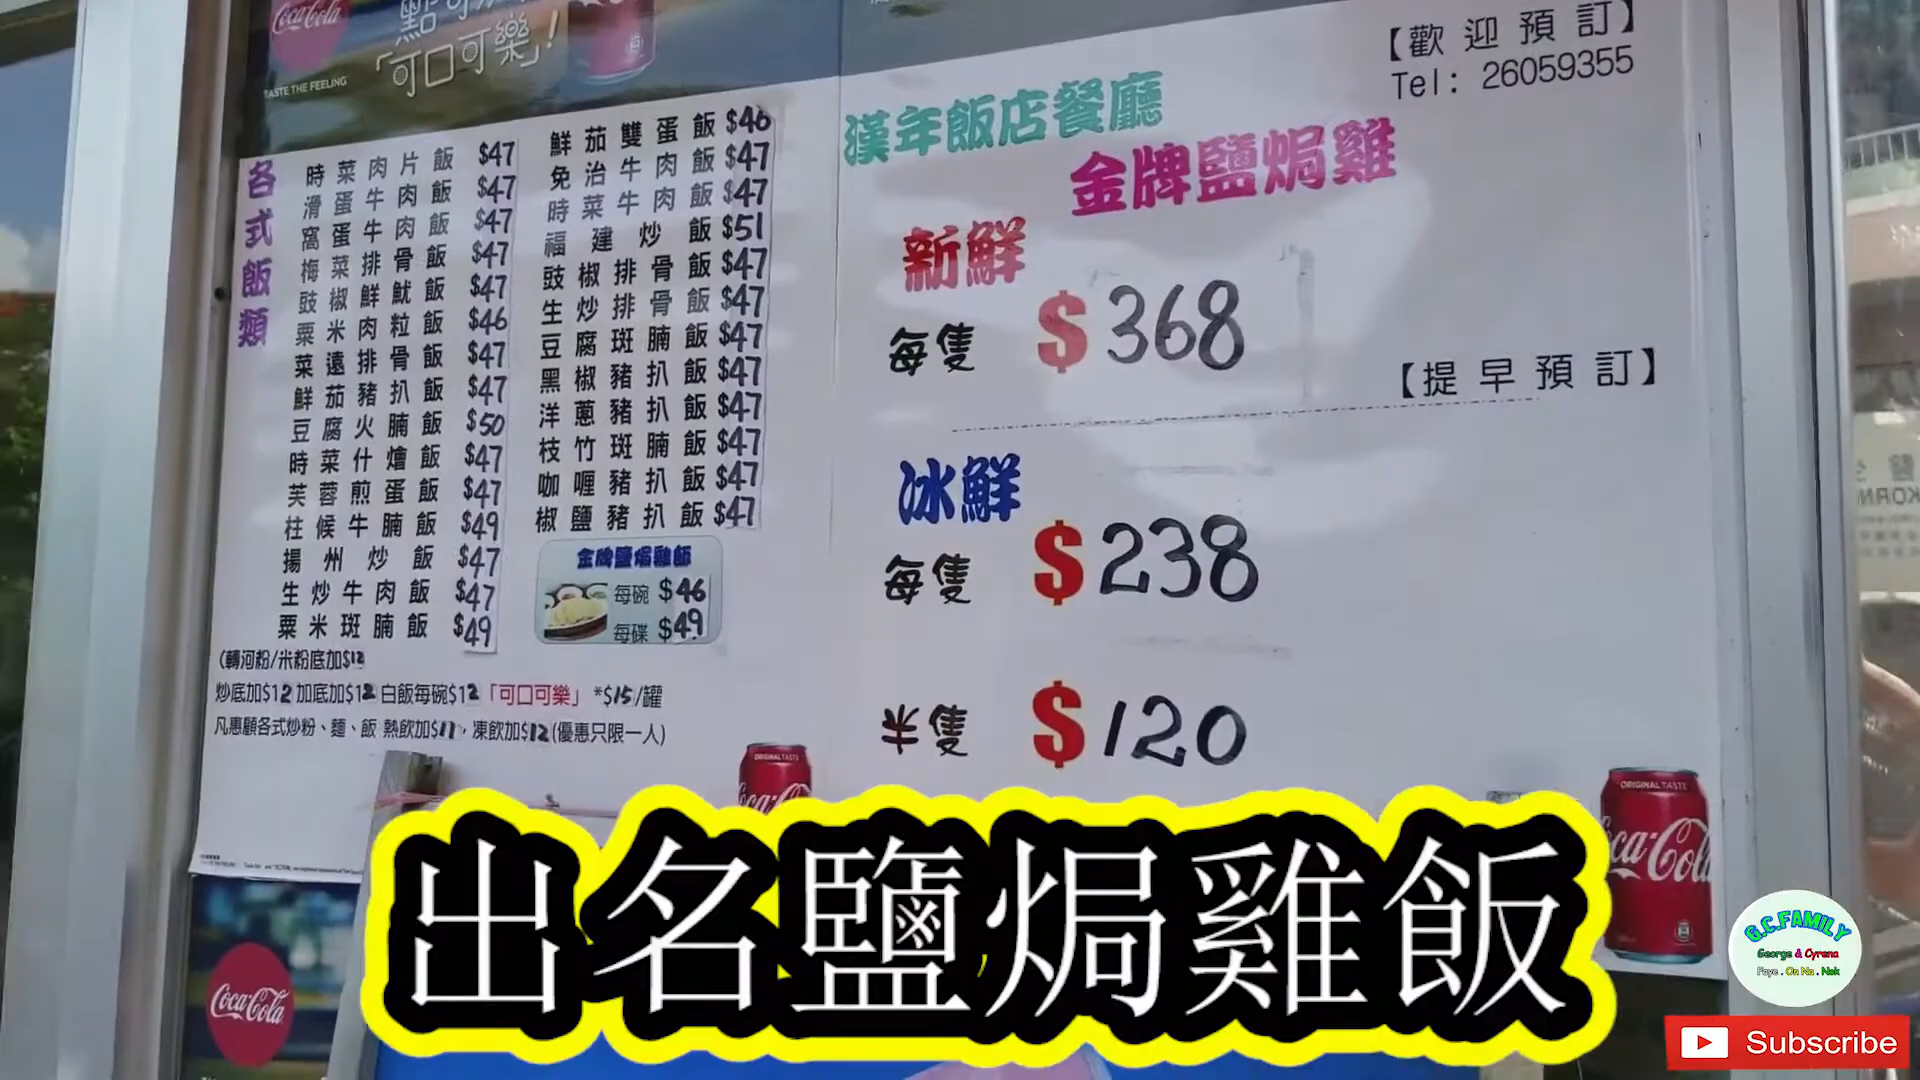 Coca-Cola
TASTE THE FEELING
「可口可樂」!
各式飯類
時菜肉片飯 $47
滑蛋牛肉飯 $47
窩蛋牛肉飯 $47
梅菜排骨飯 $47
豉椒鮮魷飯 $47
粟米肉粒飯 $46
菜遠排骨飯 $47
鮮茄豬扒飯 $47
豆腐火腩飯 $50
時菜什燴飯 $47
芙蓉煎蛋飯 $47
柱候牛腩飯 $49
揚州炒飯 $47
生炒牛肉飯 $47
粟米斑腩飯 $49
鮮茄雙蛋飯 $46
免治牛肉飯 $47
時菜牛肉飯 $47
福建炒飯 $51
豉椒排骨飯 $47
生炒排骨飯 $47
豆腐斑腩飯 $47
黑椒豬扒飯 $47
洋蔥豬扒飯 $47
枝竹斑腩飯 $47
咖喱豬扒飯 $47
椒鹽豬扒飯 $47
金牌鹽焗雞飯
每碗 $46
每碟 $49
(轉河粉/米粉底加$12
炒底加$12 加底加$12 白飯每碗$12「可口可樂」 *$15/罐
凡惠顧各式炒粉、麵、飯 熱飲加$11、凍飲加$12(優惠只限一人)
【歡迎預訂】
Tel: 26059355
漢年飯店餐廳
金牌鹽焗雞
新鮮
每隻 $368
【提早預訂】
冰鮮
每隻 $238
半隻 $120
ORIGINAL TASTE
Coca-Cola
ORIGINAL TASTE
Coca-Cola
出名鹽焗雞飯
Coca-Cola
G.C.FAMILY
George & Cyrena
Faye . On Na . Nok
Subscribe